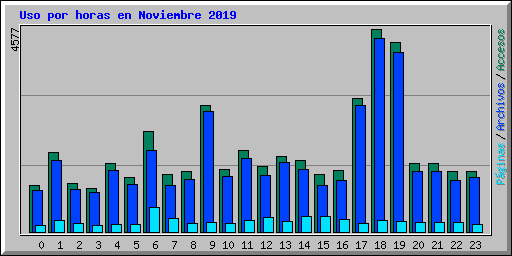 Uso por horas en Noviembre 2019
4577
Páginas / Archivos / Accesos
0 1 2 3 4 5 6 7 8 9 10 11 12 13 14 15 16 17 18 19 20 21 22 23